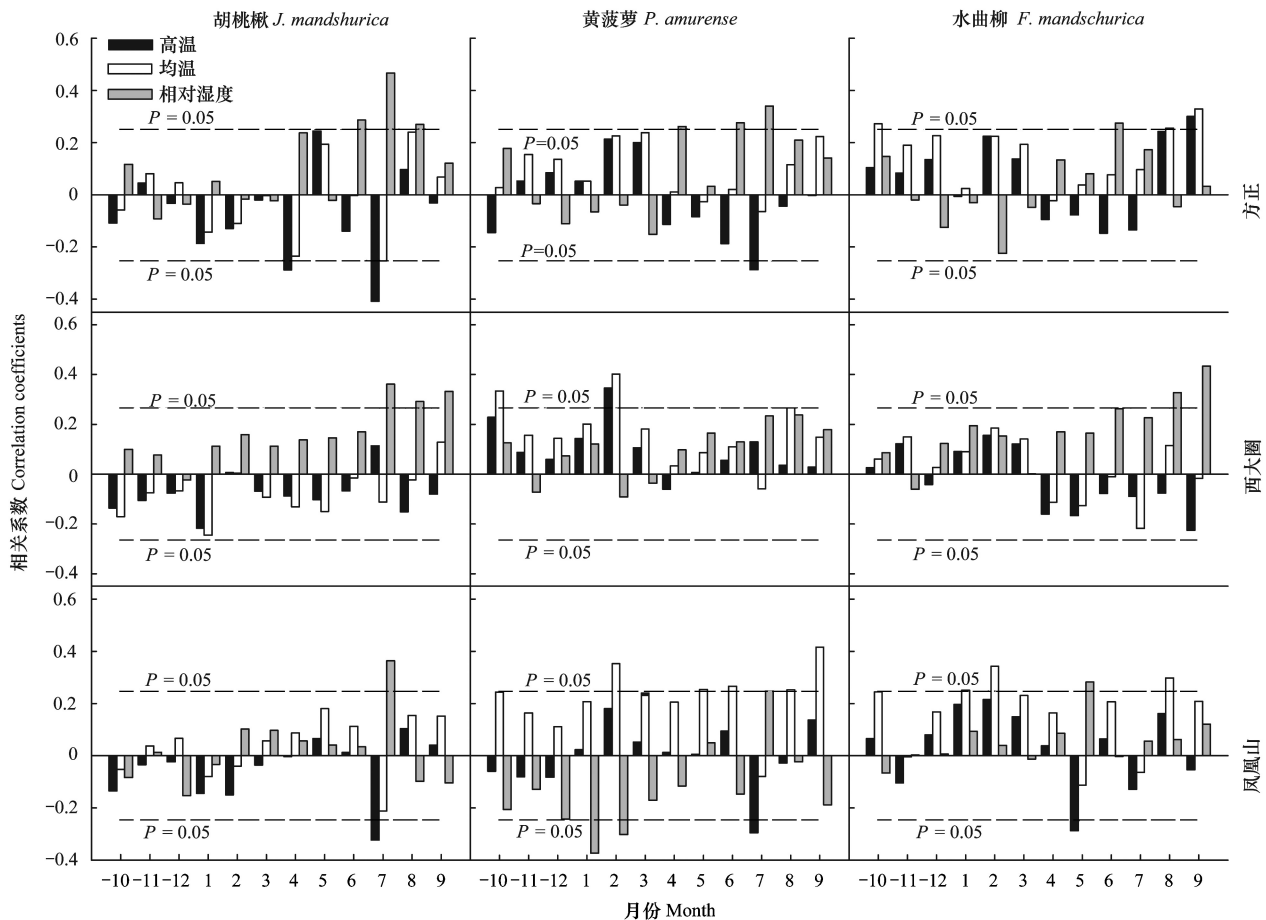 胡桃楸 J. mandshurica
黄菠萝 P. amurense
水曲柳 F. mandschurica
高温
均温
相对湿度
0.6
0.4
0.2
0
−0.2
−0.4
P = 0.05
P = 0.05
P=0.05
P=0.05
P = 0.05
P = 0.05
方正
0.6
0.4
0.2
0
−0.2
−0.4
P = 0.05
P = 0.05
P = 0.05
P = 0.05
P = 0.05
P = 0.05
西大圈
0.6
0.4
0.2
0
−0.2
−0.4
P = 0.05
P = 0.05
P = 0.05
P = 0.05
P = 0.05
P = 0.05
凤凰山
相关系数 Correlation coefficients
−10 −11 −12 1 2 3 4 5 6 7 8 9
−10 −11 −12 1 2 3 4 5 6 7 8 9
−10 −11 −12 1 2 3 4 5 6 7 8 9
月份 Month